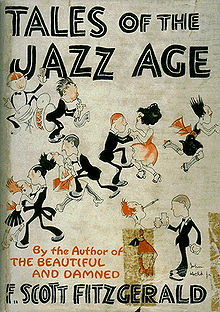 TALES OF THE
JAZZ AGE
By the Author of
THE BEAUTIFUL
AND DAMNED
F. SCOTT FITZGERALD